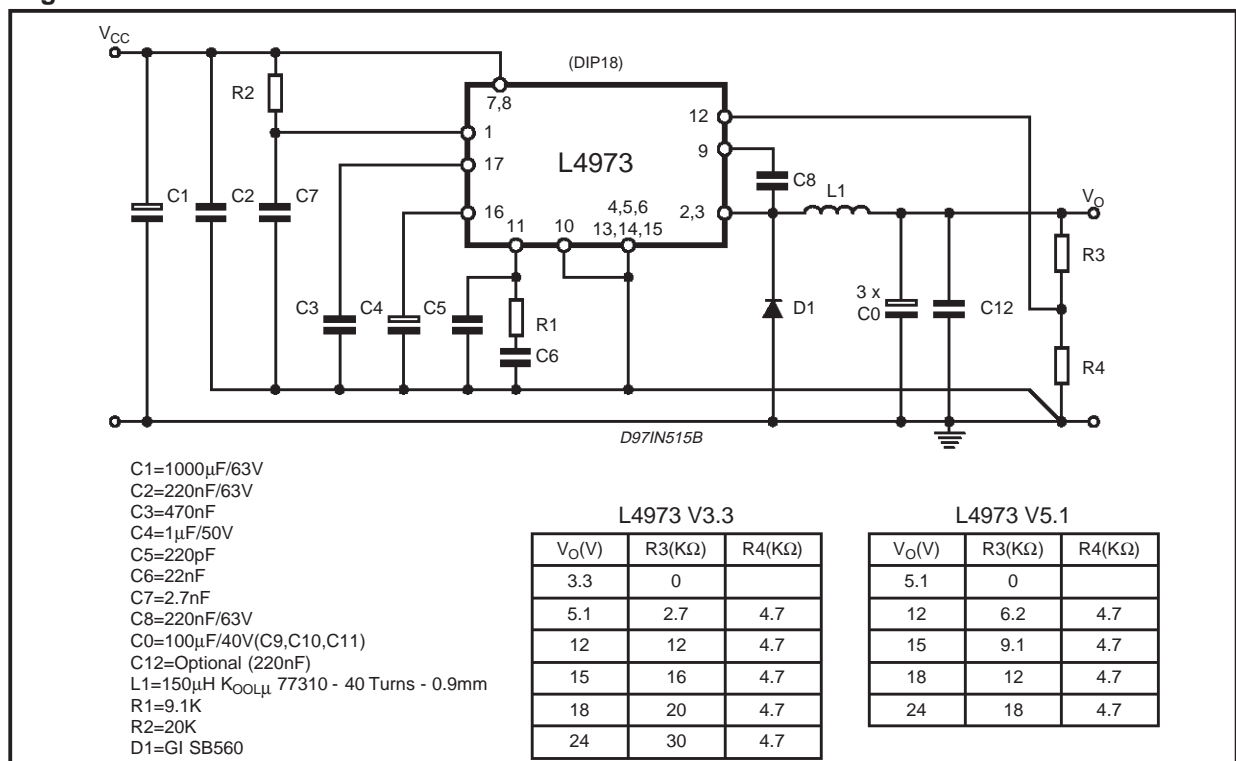 V_CC
(DIP18)
R2
7,8
12
1
9
17
L4973
C8
L1
C1
C2
C7
16
4,5,6
2,3
V_O
11
10
13,14,15
R3
C3
C4
C5
R1
D1
3 x
C0
C12
C6
R4
D97IN515B
C1=1000μF/63V
C2=220nF/63V
C3=470nF
C4=1μF/50V
C5=220pF
C6=22nF
C7=2.7nF
C8=220nF/63V
C0=100μF/40V(C9,C10,C11)
C12=Optional (220nF)
L1=150μH K_OOLμ 77310 - 40 Turns - 0.9mm
R1=9.1K
R2=20K
D1=GI SB560
L4973 V3.3
V_O(V) R3(KΩ) R4(KΩ)
3.3 0
5.1 2.7 4.7
12 12 4.7
15 16 4.7
18 20 4.7
24 30 4.7
L4973 V5.1
V_O(V) R3(KΩ) R4(KΩ)
5.1 0
12 6.2 4.7
15 9.1 4.7
18 12 4.7
24 18 4.7